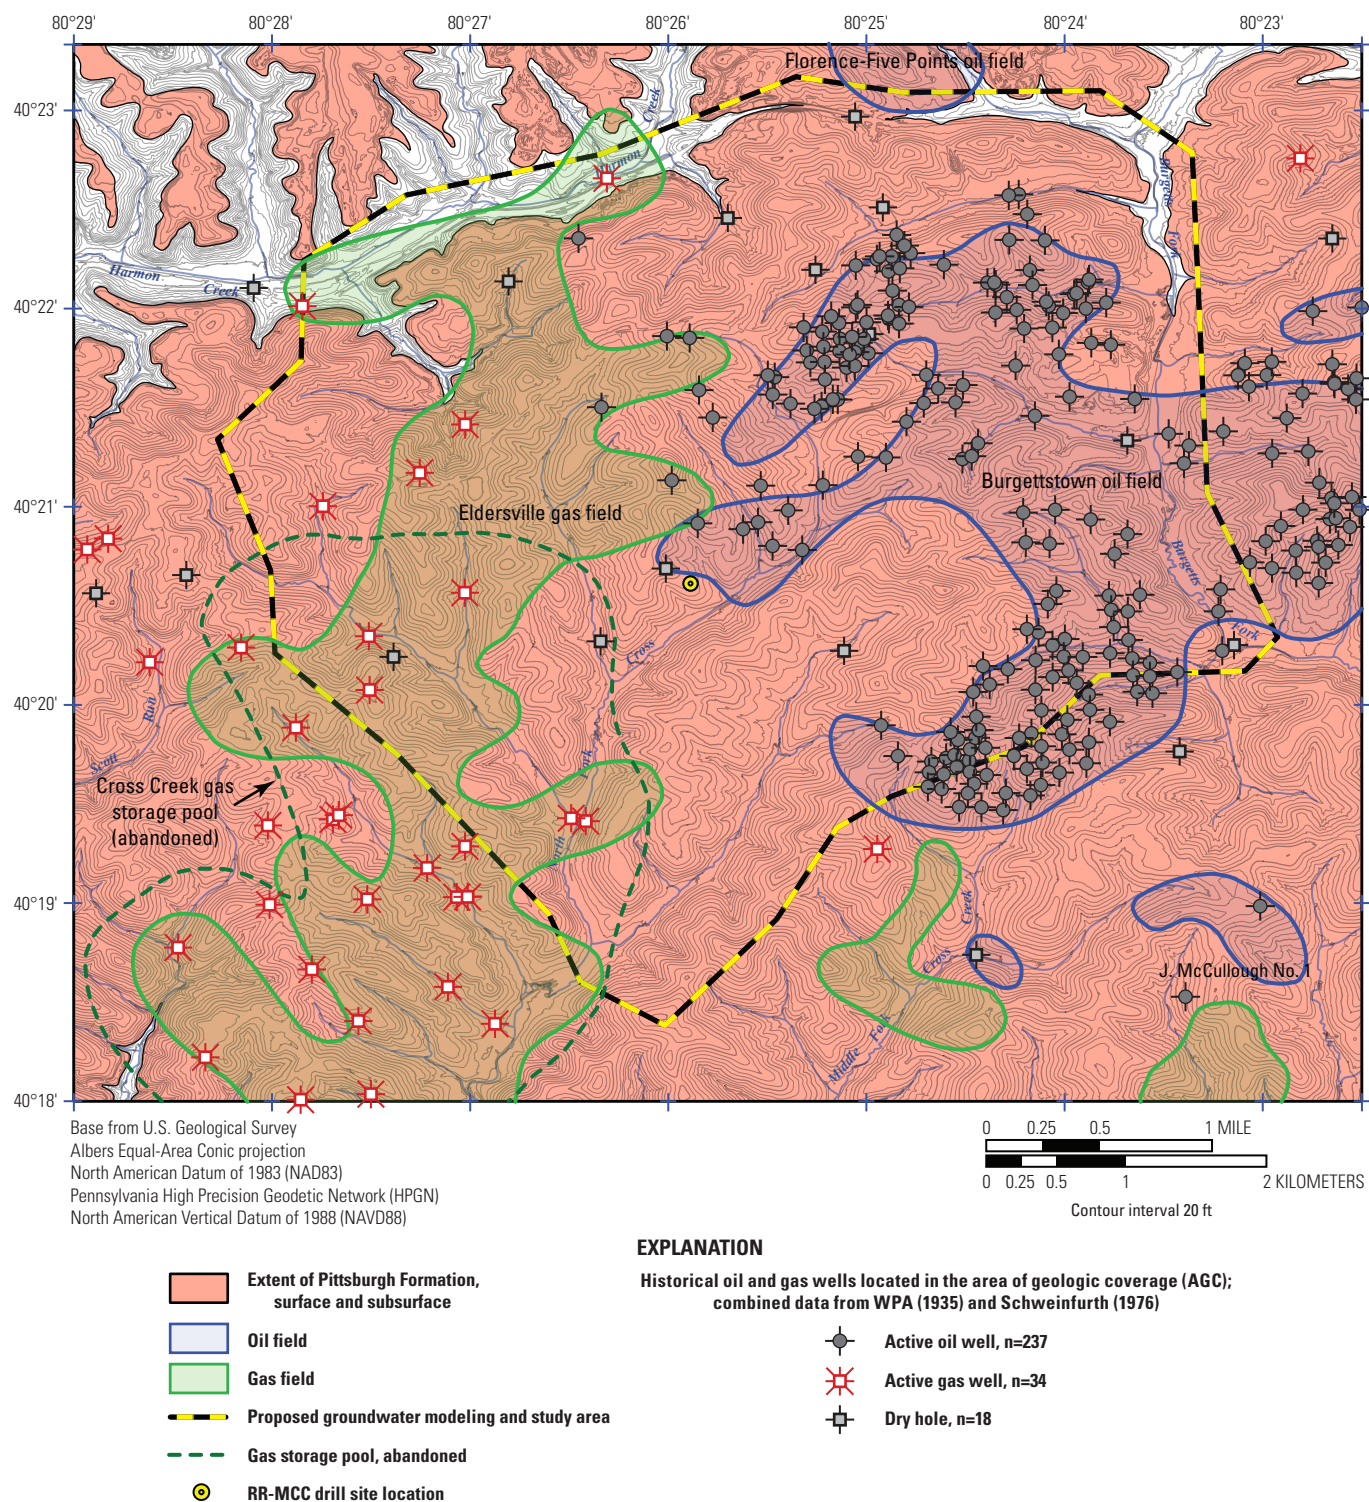 80°29' 80°28' 80°27' 80°26' 80°25' 80°24' 80°23'
Florence-Five Points oil field
40°23'
Creek
Harmon
Burgetts
Fork
Harmon
Creek
40°22'
Burgettstown oil field
40°21'
Eldersville gas field
Burgetts
Fork
Cross
40°20'
Run
Scott
Fork
Cross Creek gas
storage pool
(abandoned)
North
40°19'
Creek
Cross
J. McCullough No. 1
Fork
Middle
40°18'
Base from U.S. Geological Survey
Albers Equal-Area Conic projection
North American Datum of 1983 (NAD83)
Pennsylvania High Precision Geodetic Network (HPGN)
North American Vertical Datum of 1988 (NAVD88)
0 0.25 0.5 1 MILE
0 0.25 0.5 1 2 KILOMETERS
Contour interval 20 ft
EXPLANATION
Extent of Pittsburgh Formation,
surface and subsurface
Oil field
Gas field
Proposed groundwater modeling and study area
Gas storage pool, abandoned
RR-MCC drill site location
Historical oil and gas wells located in the area of geologic coverage (AGC);
combined data from WPA (1935) and Schweinfurth (1976)
Active oil well, n=237
Active gas well, n=34
Dry hole, n=18